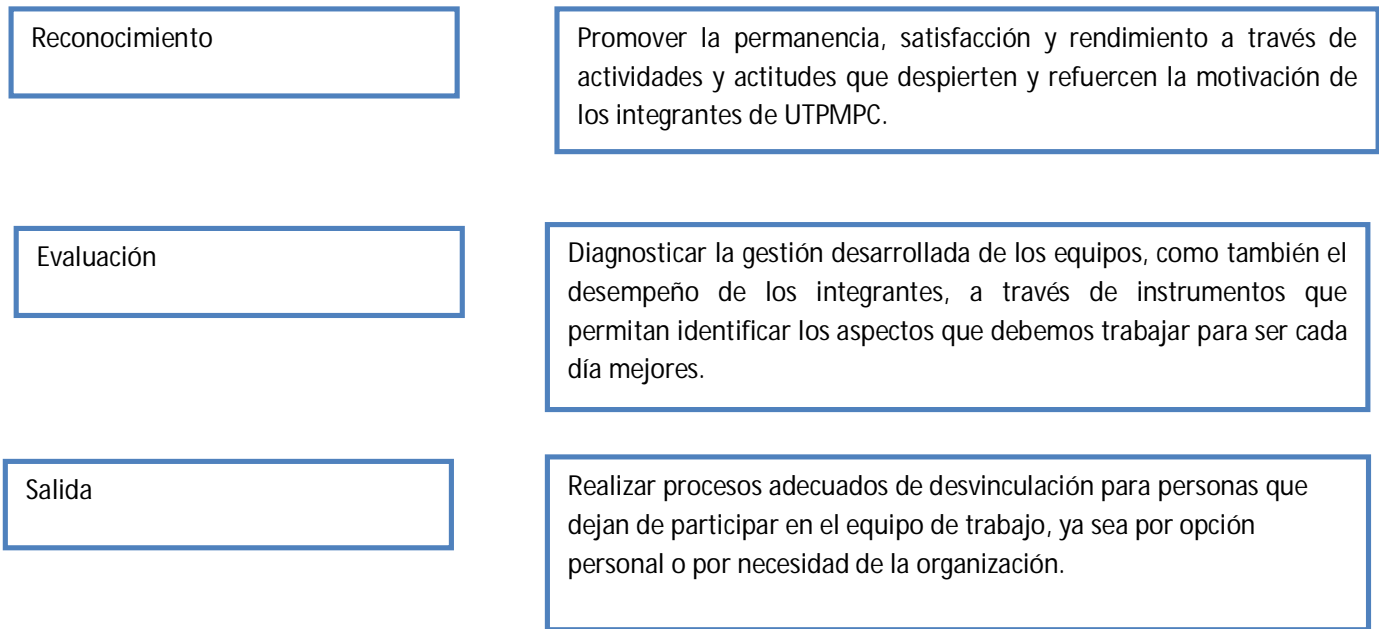 Reconocimiento
Promover la permanencia, satisfacción y rendimiento a través de
actividades y actitudes que despierten y refuercen la motivación de
los integrantes de UTPMPC.
Evaluación
Diagnosticar la gestión desarrollada de los equipos, como también el
desempeño de los integrantes, a través de instrumentos que
permitan identificar los aspectos que debemos trabajar para ser cada
día mejores.
Salida
Realizar procesos adecuados de desvinculación para personas que
dejan de participar en el equipo de trabajo, ya sea por opción
personal o por necesidad de la organización.